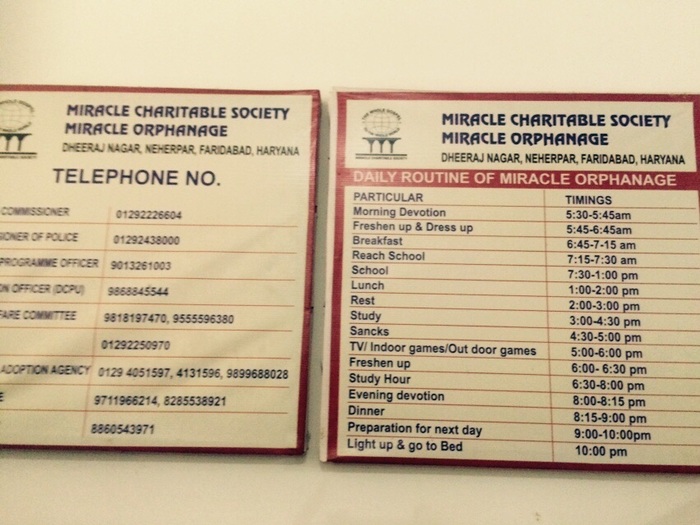 MIRACLE CHARITABLE SOCIETY
MIRACLE ORPHANAGE
DHEERAJ NAGAR, NEHERPAR, FARIDABAD, HARYANA
TELEPHONE NO.
COMMISSIONER 01292226604
IONER OF POLICE 01292438000
PROGRAMME OFFICER 9013261003
ON OFFICER (DCPU) 9868845544
FARE COMMITTEE 9818197470, 9555596380
01292250970
ADOPTION AGENCY 0129 4051597, 4131596, 9899688028
E 9711966214, 8285538921
8860543971
MIRACLE CHARITABLE SOCIETY
MIRACLE ORPHANAGE
DHEERAJ NAGAR, NEHERPAR, FARIDABAD, HARYANA
DAILY ROUTINE OF MIRACLE ORPHANAGE
PARTICULAR TIMINGS
Morning Devotion 5:30-5:45am
Freshen up & Dress up 5:45-6:45am
Breakfast 6:45-7-15 am
Reach School 7:15-7:30 am
School 7:30-1:00 pm
Lunch 1:00-2:00 pm
Rest 2:00-3:00 pm
Study 3:00-4:30 pm
Sancks 4:30-5:00 pm
TV/ Indoor games/Out door games 5:00-6:00 pm
Freshen up 6:00- 6:30 pm
Study Hour 6:30-8:00 pm
Evening devotion 8:00-8:15 pm
Dinner 8:15-9:00 pm
Preparation for next day 9:00-10:00pm
Light up & go to Bed 10:00 pm